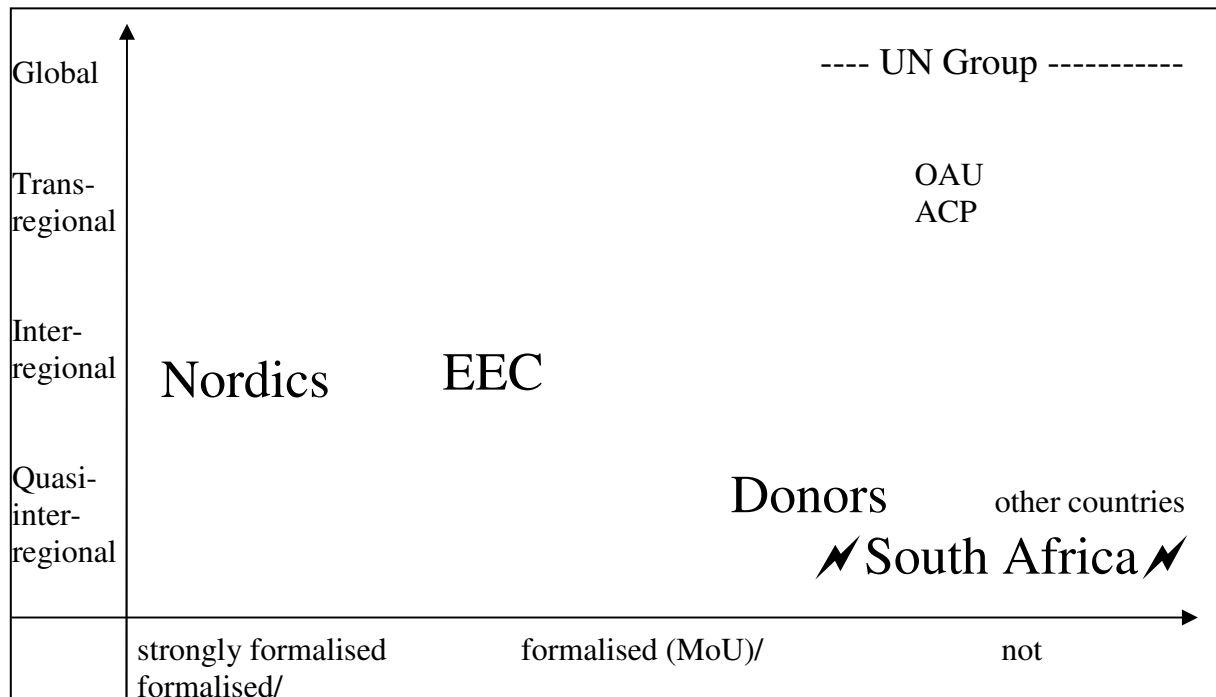 Global
---- UN Group -----------
Trans-
regional
OAU
ACP
Inter-
regional
Nordics
EEC
Quasi-
inter-
regional
Donors
other countries
South Africa
strongly formalised formalised (MoU)/ not
formalised/